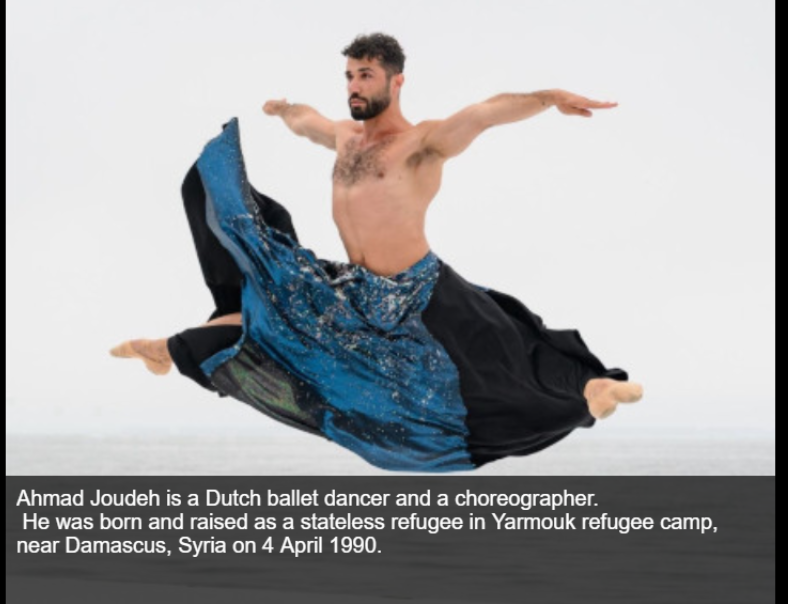 Ahmad Joudeh is a Dutch ballet dancer and a choreographer.
He was born and raised as a stateless refugee in Yarmouk refugee camp,
near Damascus, Syria on 4 April 1990.